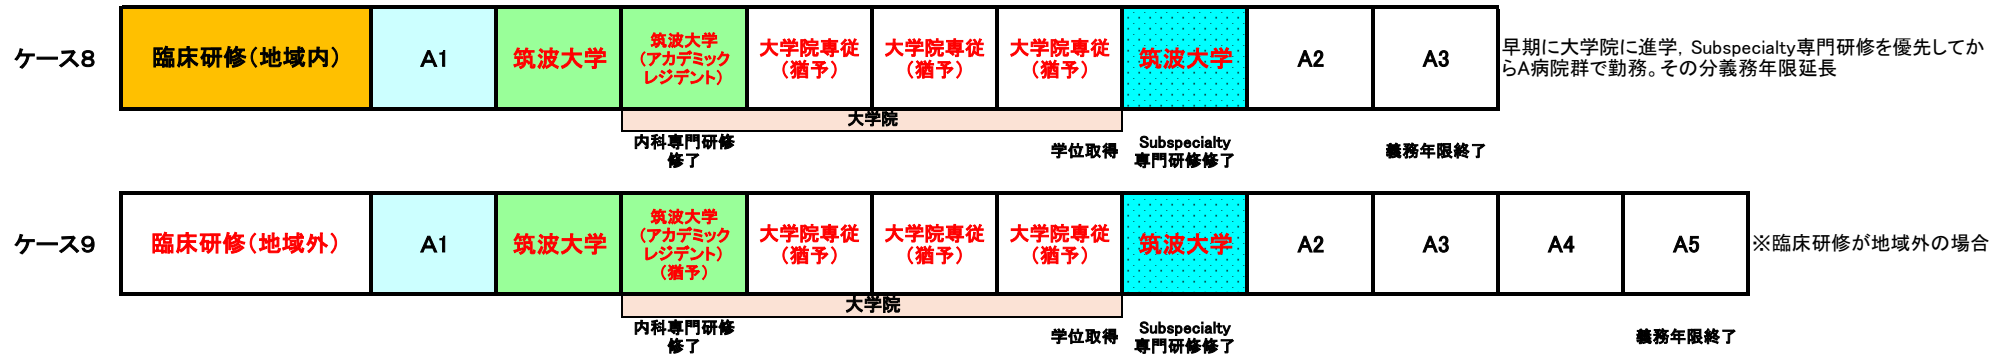 ケース8
臨床研修(地域内)
A1
筑波大学
筑波大学
(アカデミック
レジデント)
大学院専従
(猶予)
大学院専従
(猶予)
大学院専従
(猶予)
筑波大学
A2
A3
早期に大学院に進学, Subspecialty専門研修を優先してか
らA病院群で勤務。その分義務年限延長
大学院
内科専門研修
修了
学位取得
Subspecialty
専門研修修了
義務年限終了
ケース9
臨床研修(地域外)
A1
筑波大学
筑波大学
(アカデミック
レジデント)
(猶予)
大学院専従
(猶予)
大学院専従
(猶予)
大学院専従
(猶予)
筑波大学
A2
A3
A4
A5
※臨床研修が地域外の場合
大学院
内科専門研修
修了
学位取得
Subspecialty
専門研修修了
義務年限終了